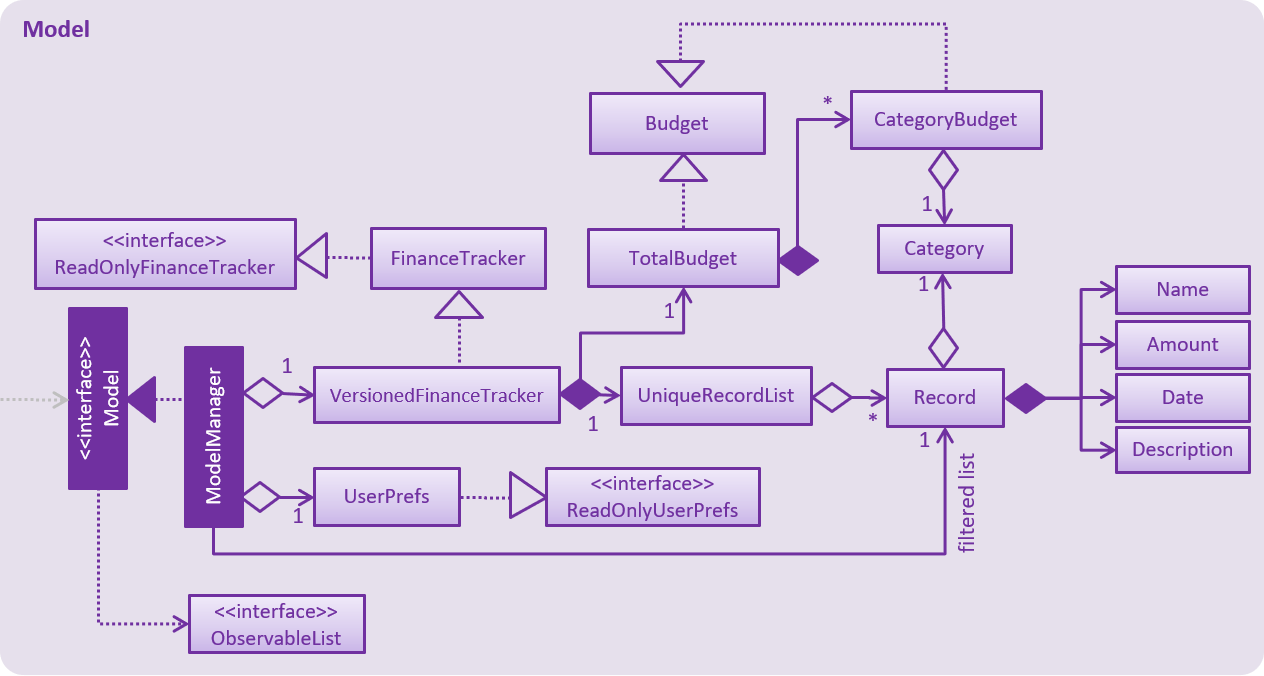 Model
Budget
*
CategoryBudget
1
<<interface>>
ReadOnlyFinanceTracker
FinanceTracker
TotalBudget
Category
1
1
Name
Amount
Date
Description
<<interface>>
Model
ModelManager
1
VersionedFinanceTracker
1
UniqueRecordList
*
Record
1
filtered list
1
UserPrefs
<<interface>>
ReadOnlyUserPrefs
<<interface>>
ObservableList